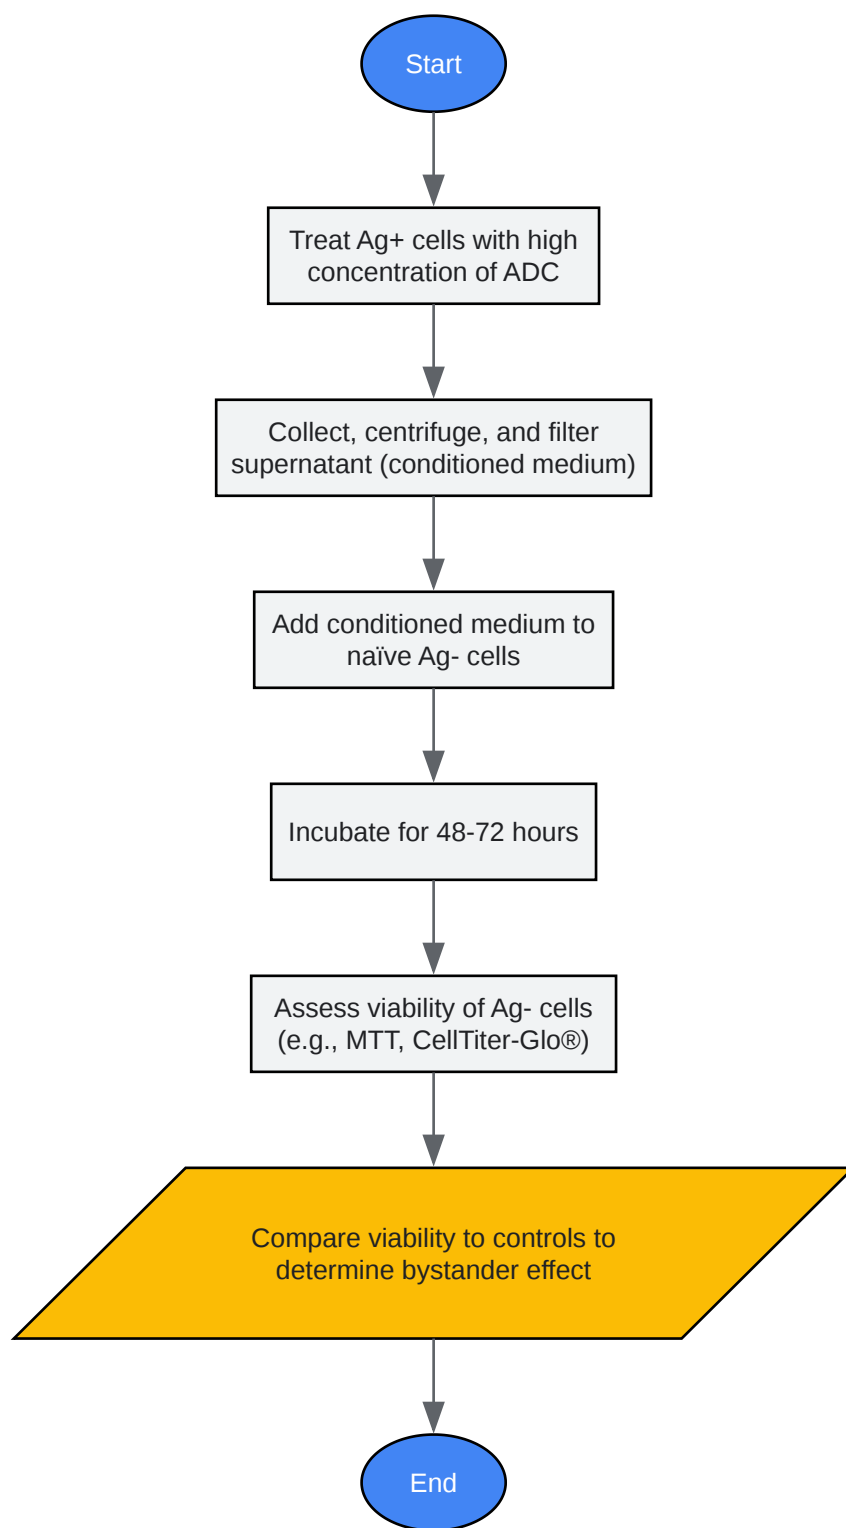 Start
Treat Ag+ cells with high
concentration of ADC
Collect, centrifuge, and filter
supernatant (conditioned medium)
Add conditioned medium to
naïve Ag- cells
Incubate for 48-72 hours
Assess viability of Ag- cells
(e.g., MTT, CellTiter-Glo®)
Compare viability to controls to
determine bystander effect
End